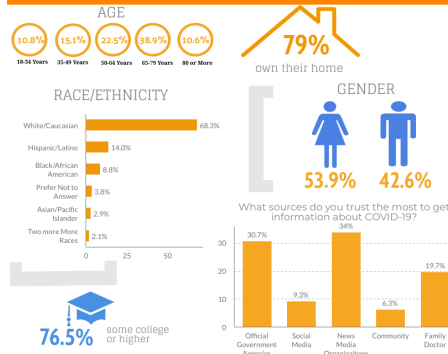 AGE
10.8% 15.1% 22.5% 38.9% 10.6%
18-34 Years 35-49 Years 50-64 Year 65-79 Years 80 or More
79%
own their home
RACE/ETHNICITY
White/Caucasian 68.3%
Hispanic/Latino 14.0%
Black/African
American 8.8%
Prefer Not to
Answer 3.8%
Asian/Pacific
Islander 2.9%
Two more More
Races 2.1%
0 25 50
GENDER
53.9% 42.6%
76.5%
some college
or higher
What sources do you trust the most to get
information about COVID-19?
30
20
10
0
30.7% 9.3% 34% 6.3% 19.7%
Official
Government
Agencies
Social
Media
News
Media
Organizaitons
Community
Family
Doctor